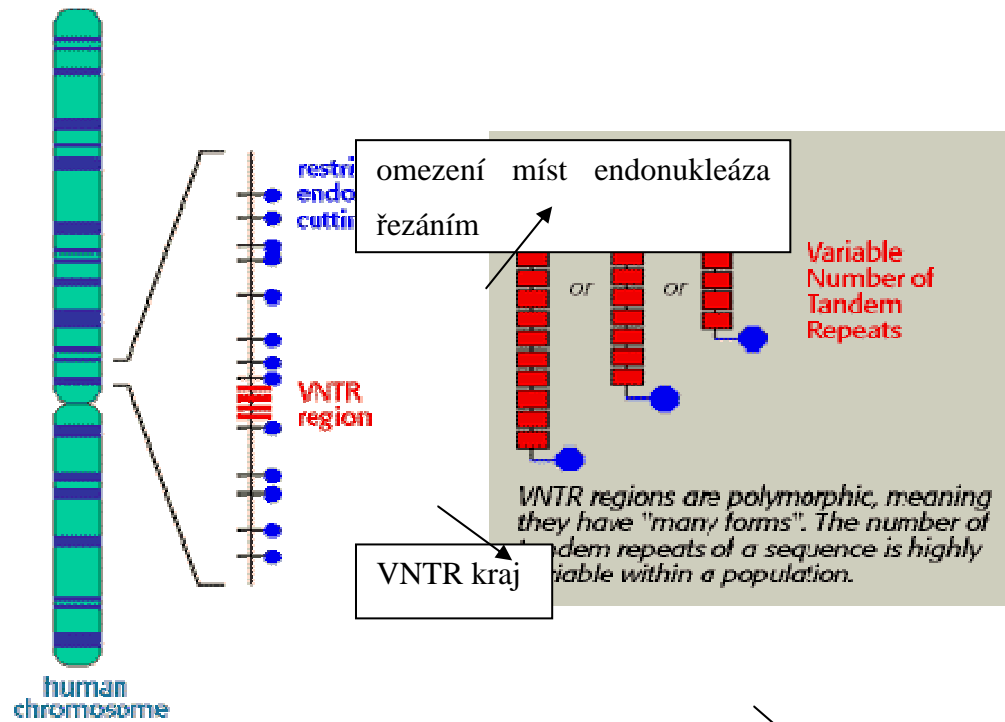 restri
endo
cuttin
omezení míst endonukleáza
řezáním
or
or
Variable
Number of
Tandem
Repeats
VNTR
region
VNTR regions are polymorphic, meaning
they have "many forms". The number of
tandem repeats of a sequence is highly
variable within a population.
VNTR kraj
human
chromosome